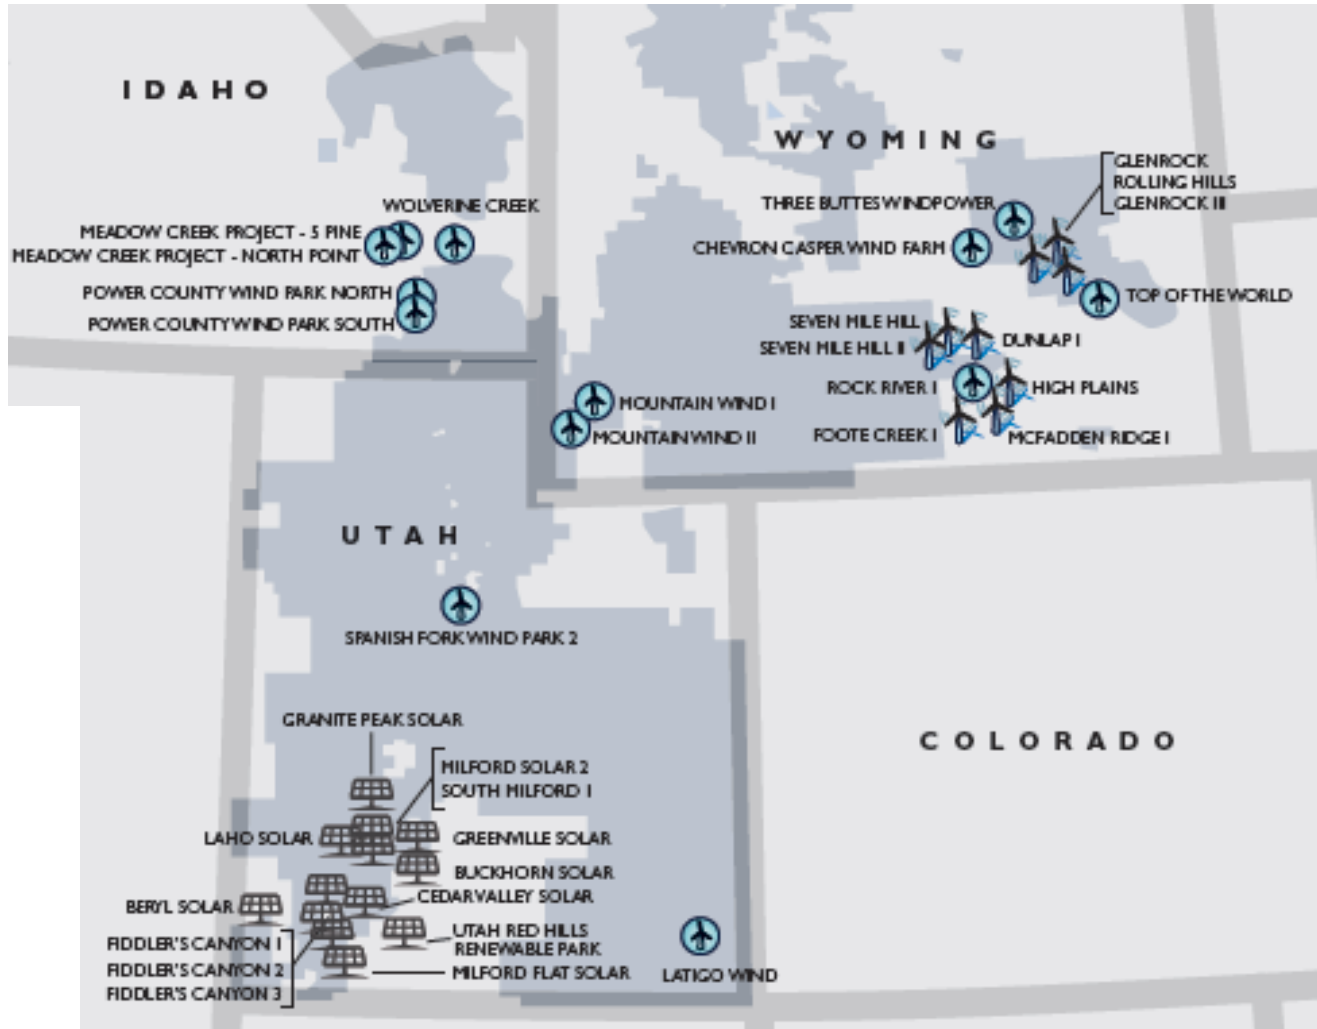 IDAHO
WYOMING
GLENROCK
ROLLING HILLS
GLENROCK III
WOLVERINE CREEK
THREE BUTTES WINDPOWER
MEADOW CREEK PROJECT - 5 PINE
MEADOW CREEK PROJECT - NORTH POINT
CHEVRON CASPER WIND FARM
POWER COUNTY WIND PARK NORTH
POWER COUNTY WIND PARK SOUTH
TOP OF THE WORLD
SEVEN MILE HILL
SEVEN MILE HILL II
DUNLAP I
ROCK RIVER I
HIGH PLAINS
MOUNTAIN WIND I
MOUNTAIN WIND II
FOOTE CREEK I
MCFADDEN RIDGE I
UTAH
SPANISH FORK WIND PARK 2
GRANITE PEAK SOLAR
COLORADO
MILFORD SOLAR 2
SOUTH MILFORD 1
LAHO SOLAR
GREENVILLE SOLAR
BUCKHORN SOLAR
CEDAR VALLEY SOLAR
BERYL SOLAR
UTAH RED HILLS
RENEWABLE PARK
FIDDLER'S CANYON 1
FIDDLER'S CANYON 2
FIDDLER'S CANYON 3
MILFORD FLAT SOLAR
LATIGO WIND